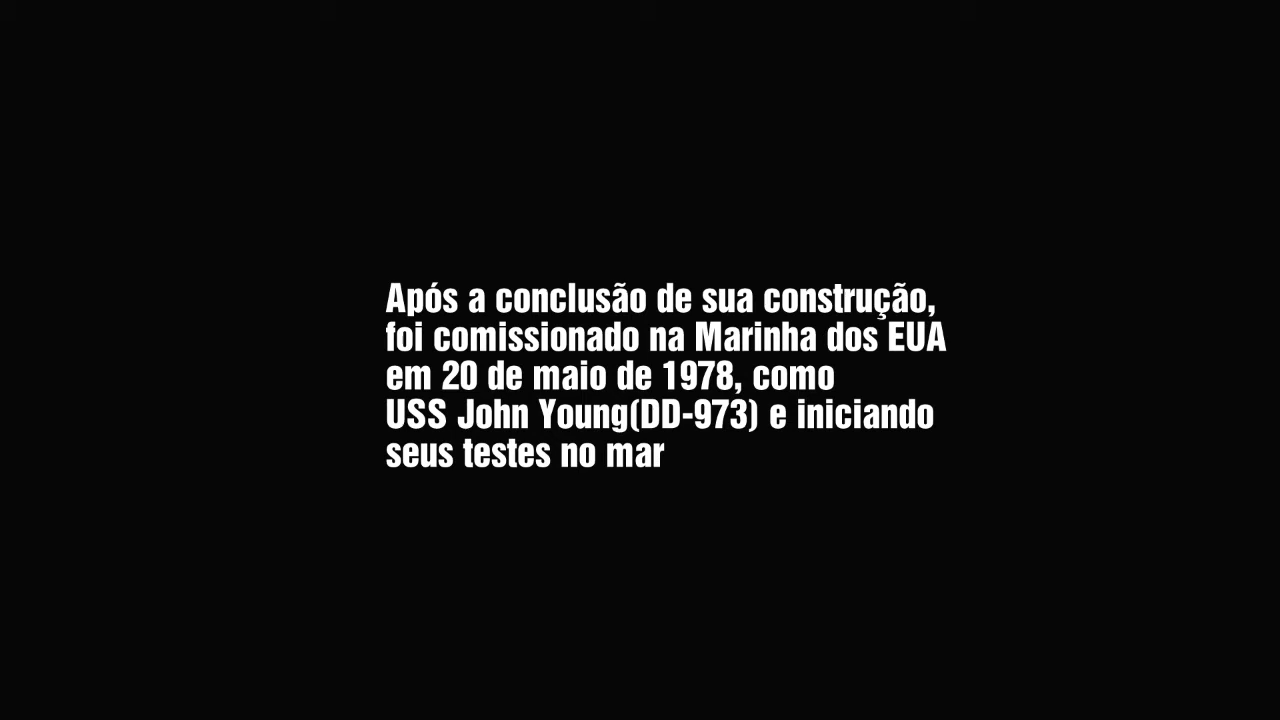 Após a conclusão de sua construção,
foi comissionado na Marinha dos EUA
em 20 de maio de 1978, como
USS John Young(DD-973) e iniciando
seus testes no mar